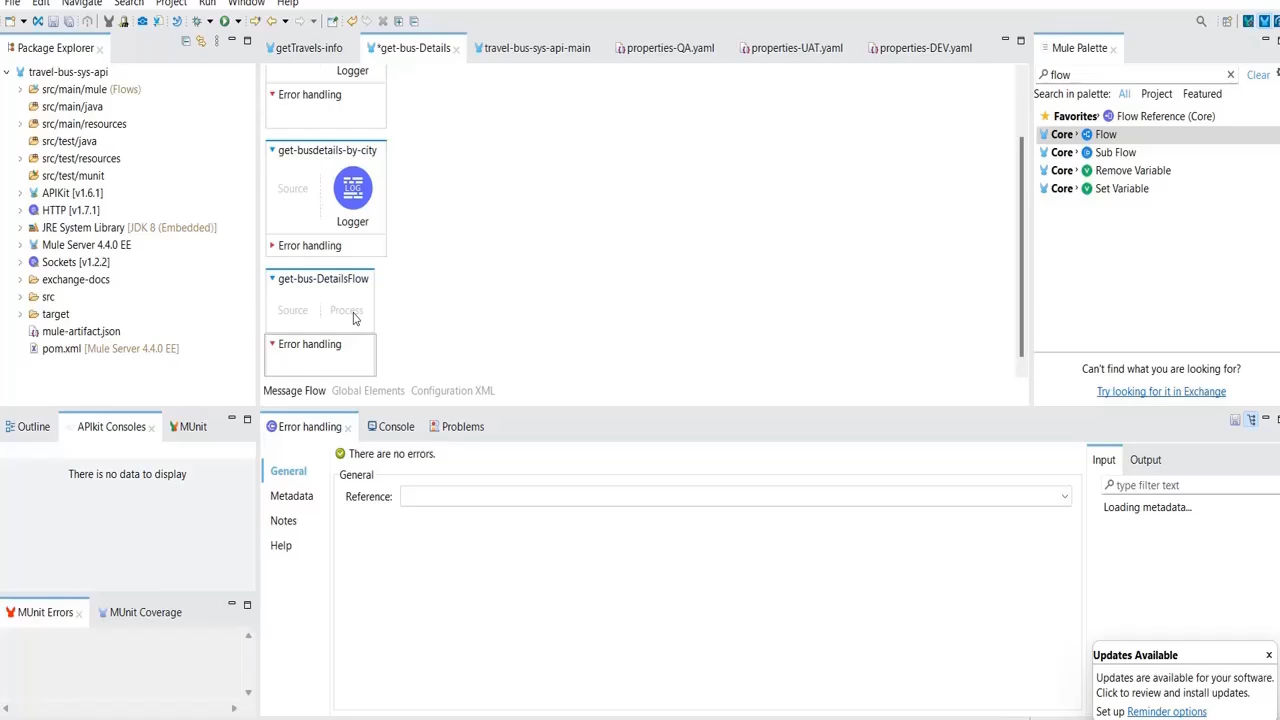 File Edit Navigate Search Project Run Window Help
Package Explorer
travel-bus-sys-api
src/main/mule (Flows)
src/main/java
src/main/resources
src/test/java
src/test/resources
src/test/munit
APIKit [v1.6.1]
HTTP [v1.7.1]
JRE System Library [JDK 8 (Embedded)]
Mule Server 4.4.0 EE
Sockets [v1.2.2]
exchange-docs
src
target
mule-artifact.json
pom.xml [Mule Server 4.4.0 EE]
getTravels-info
*get-bus-Details
travel-bus-sys-api-main
properties-QA.yaml
properties-UAT.yaml
properties-DEV.yaml
Logger
Error handling
get-busdetails-by-city
Source
LOG
Logger
Error handling
get-bus-DetailsFlow
Source
Process
Error handling
Message Flow Global Elements Configuration XML
Mule Palette
flow
Clear
Search in palette: All Project Featured
Favorites Flow Reference (Core)
Core Flow
Core Sub Flow
Core Remove Variable
Core Set Variable
Can't find what you are looking for?
Try looking for it in Exchange
Outline
APIkit Consoles
MUnit
There is no data to display
MUnit Errors
MUnit Coverage
Error handling
Console
Problems
There are no errors.
General
Metadata
Notes
Help
General
Reference:
Input
Output
type filter text
Loading metadata...
Updates Available
Updates are available for your software.
Click to review and install updates.
Set up Reminder options